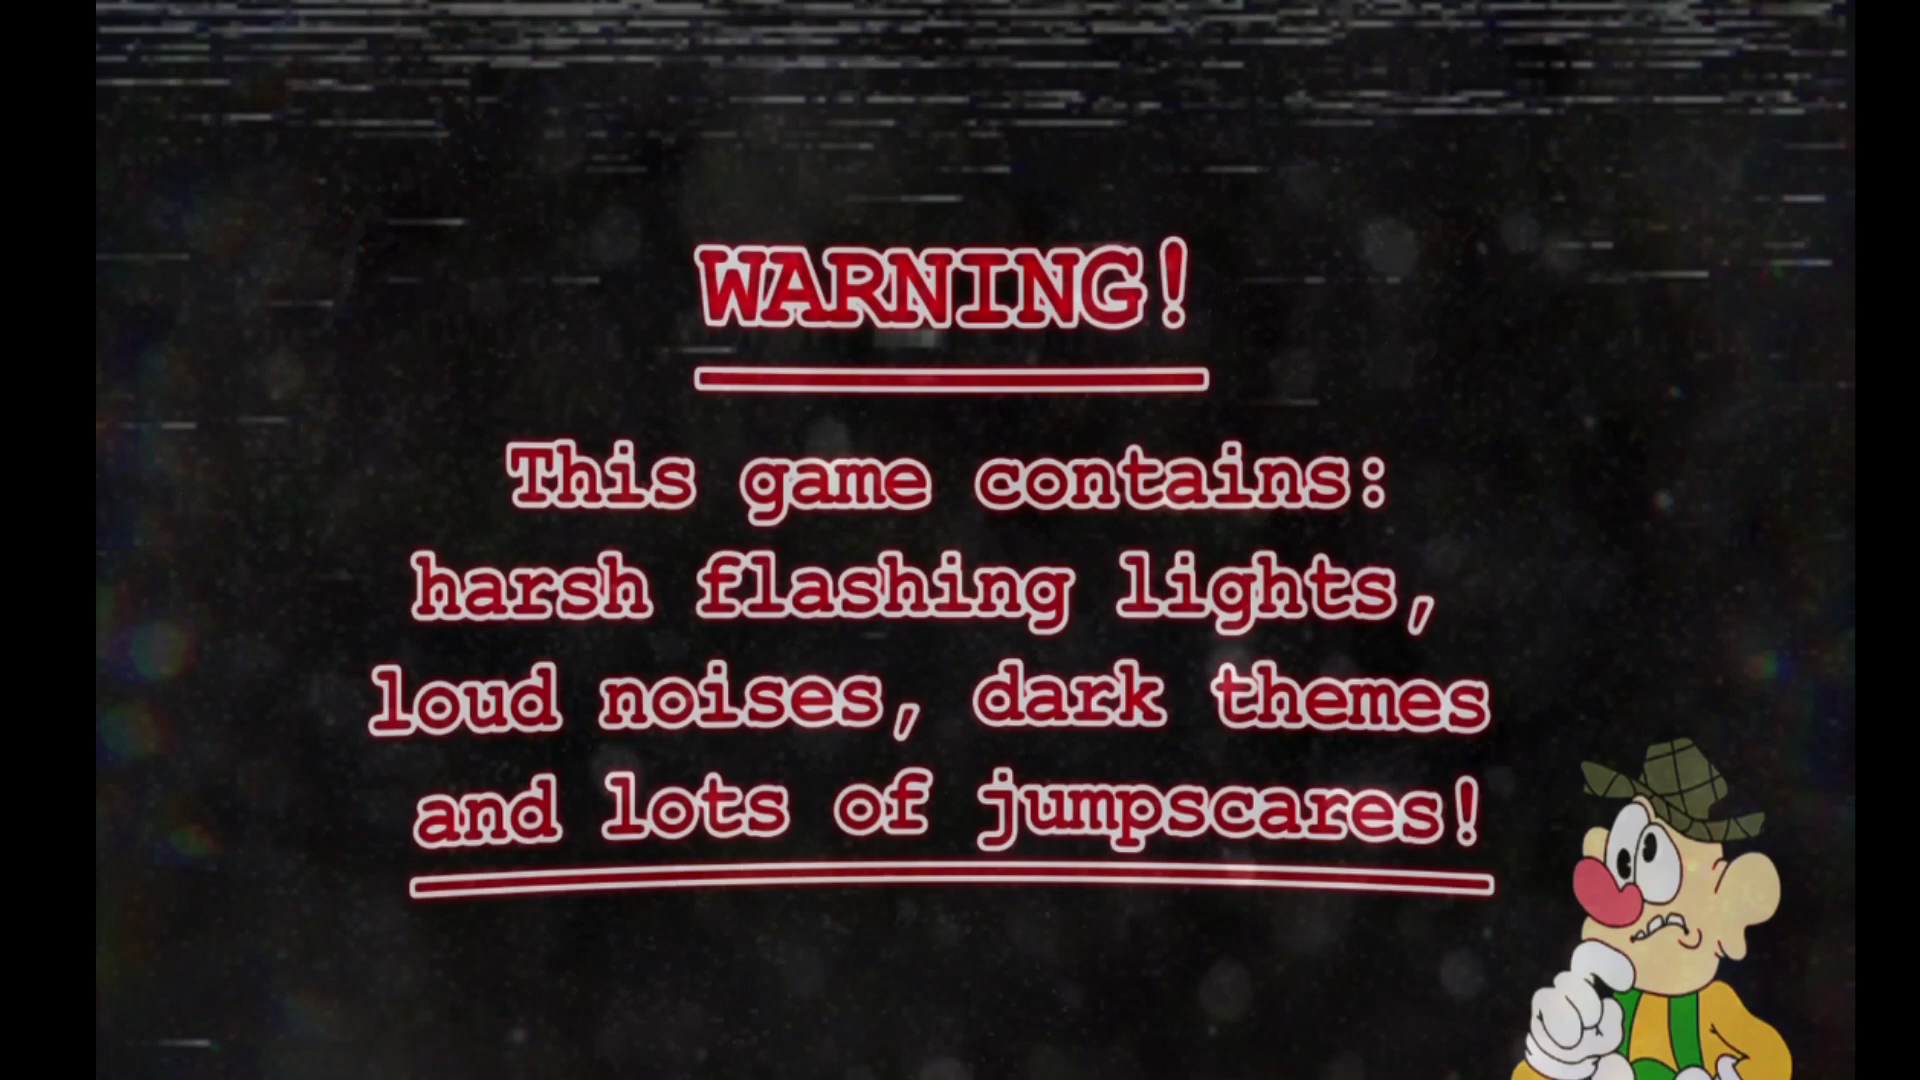 WARNING!
This game contains:
harsh flashing lights,
loud noises, dark themes
and lots of jumpscares!